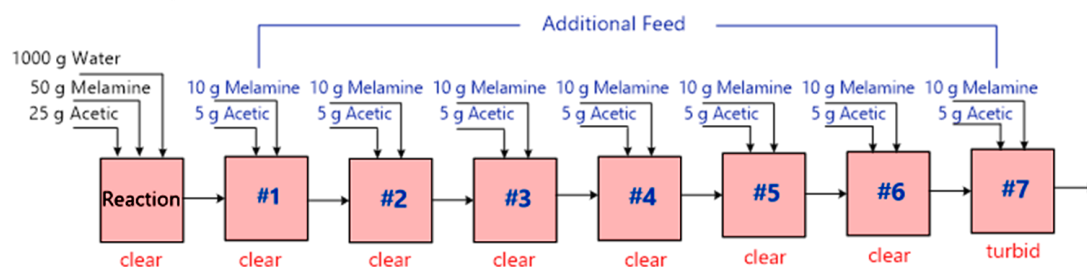 Additional Feed
1000 g Water
50 g Melamine
25 g Acetic
10 g Melamine
5 g Acetic
10 g Melamine
5 g Acetic
10 g Melamine
5 g Acetic
10 g Melamine
5 g Acetic
10 g Melamine
5 g Acetic
10 g Melamine
5 g Acetic
10 g Melamine
5 g Acetic
Reaction
#1
#2
#3
#4
#5
#6
#7
clear
clear
clear
clear
clear
clear
clear
turbid